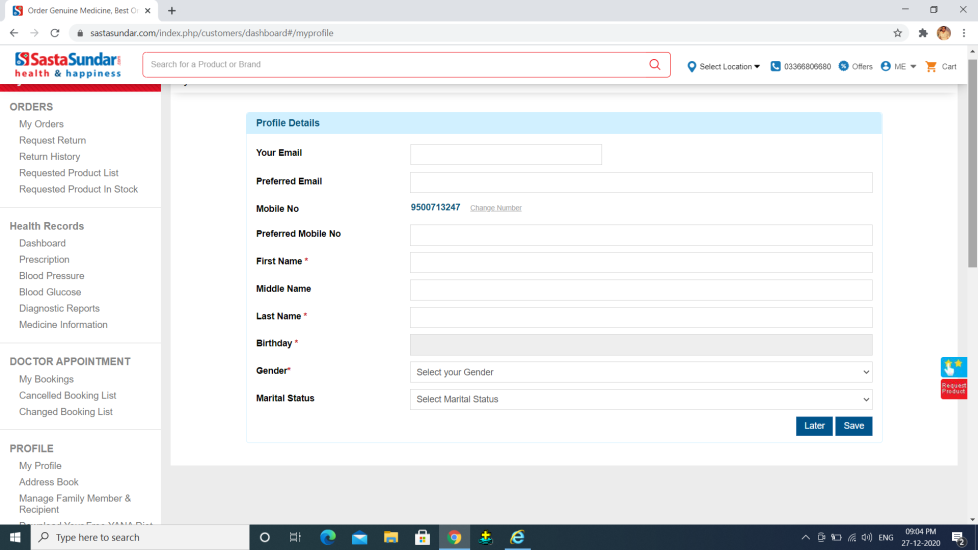 Order Genuine Medicine, Best O
sastasundar.com/index.php/customers/dashboard#/myprofile
SastaSundar
health & happiness
Search for a Product or Brand
Select Location
03366806680
Offers
ME
Cart
ORDERS
My Orders
Request Return
Return History
Requested Product List
Requested Product In Stock
Health Records
Dashboard
Prescription
Blood Pressure
Blood Glucose
Diagnostic Reports
Medicine Information
DOCTOR APPOINTMENT
My Bookings
Cancelled Booking List
Changed Booking List
PROFILE
My Profile
Address Book
Manage Family Member &
Recipient
Profile Details
Your Email
Preferred Email
Mobile No 9500713247 Change Number
Preferred Mobile No
First Name *
Middle Name
Last Name *
Birthday *
Gender* Select your Gender
Marital Status Select Marital Status
Later Save
Request
Product
Type here to search
ENG
09:04 PM
27-12-2020
2